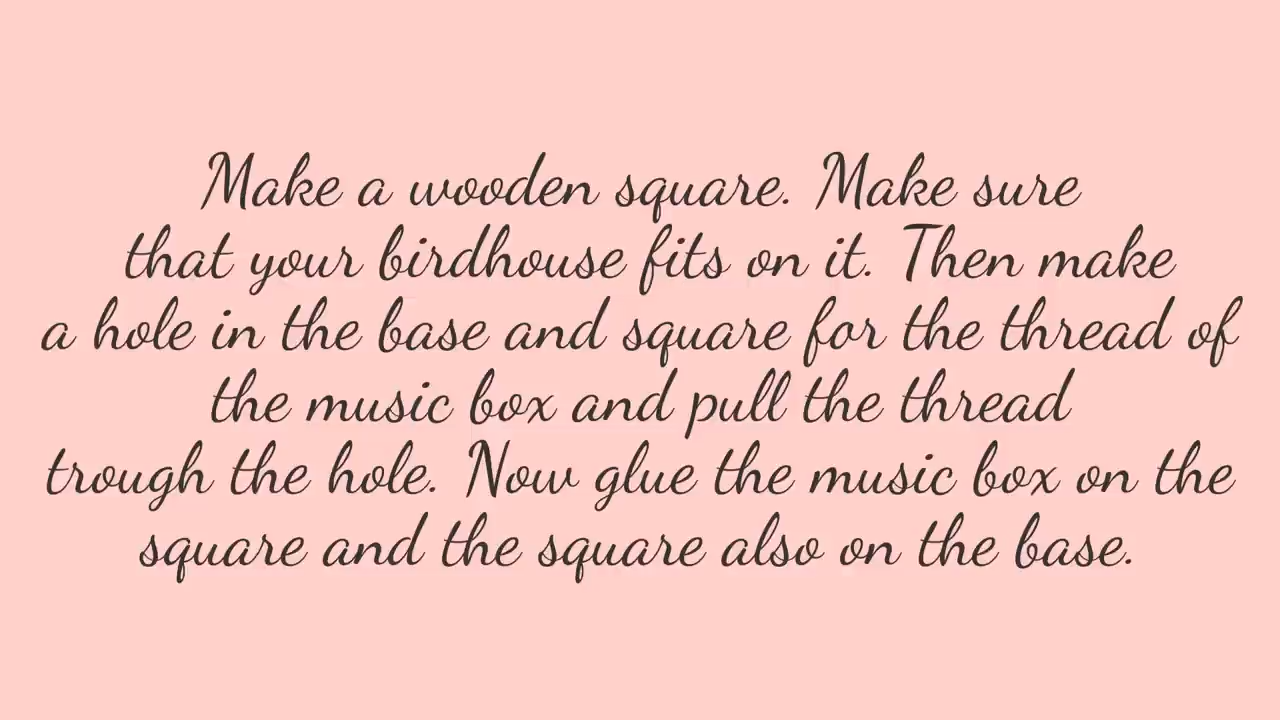 Make a wooden square. Make sure
that your birdhouse fits on it. Then make
a hole in the base and square for the thread of
the music box and pull the thread
trough the hole. Now glue the music box on the
square and the square also on the base.